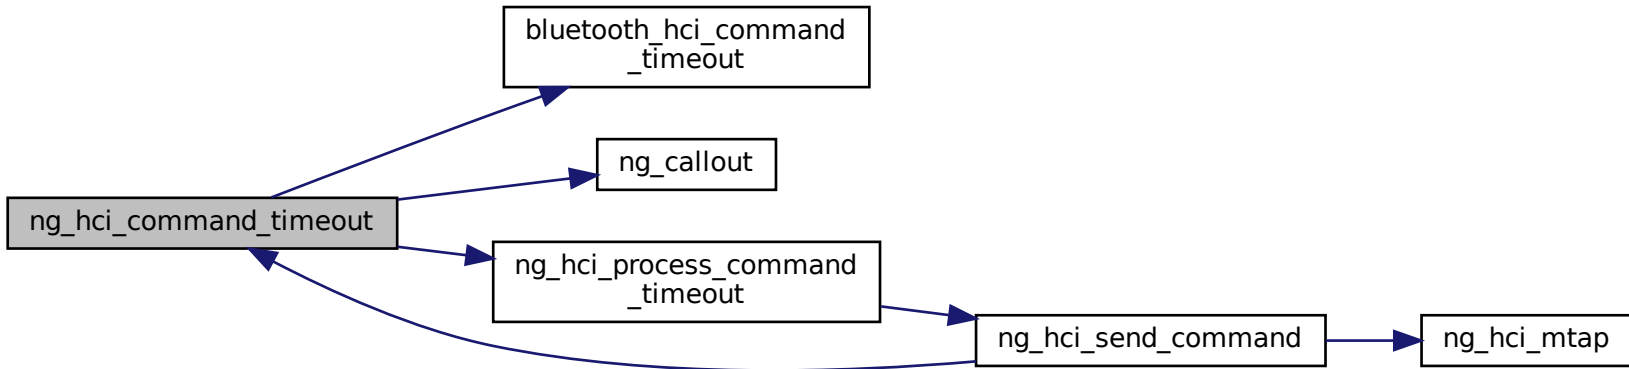 bluetooth_hci_command
_timeout
ng_callout
ng_hci_command_timeout
ng_hci_process_command
_timeout
ng_hci_send_command
ng_hci_mtap